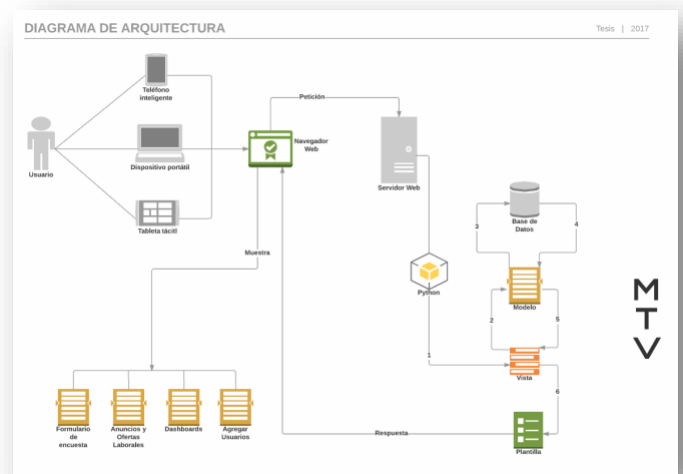 DIAGRAMA DE ARQUITECTURA
Tesis | 2017
Teléfono
inteligente
Petición
Navegador
Web
Usuario
Dispositivo portátil
Servidor Web
Tableta táctil
Base de
Datos
3
4
Muestra
Python
Modelo
M
T
V
2
5
1
Vista
6
Formulario
de
encuesta
Anuncios y
Ofertas
Laborales
Dashboards
Agregar
Usuarios
Respuesta
Plantilla